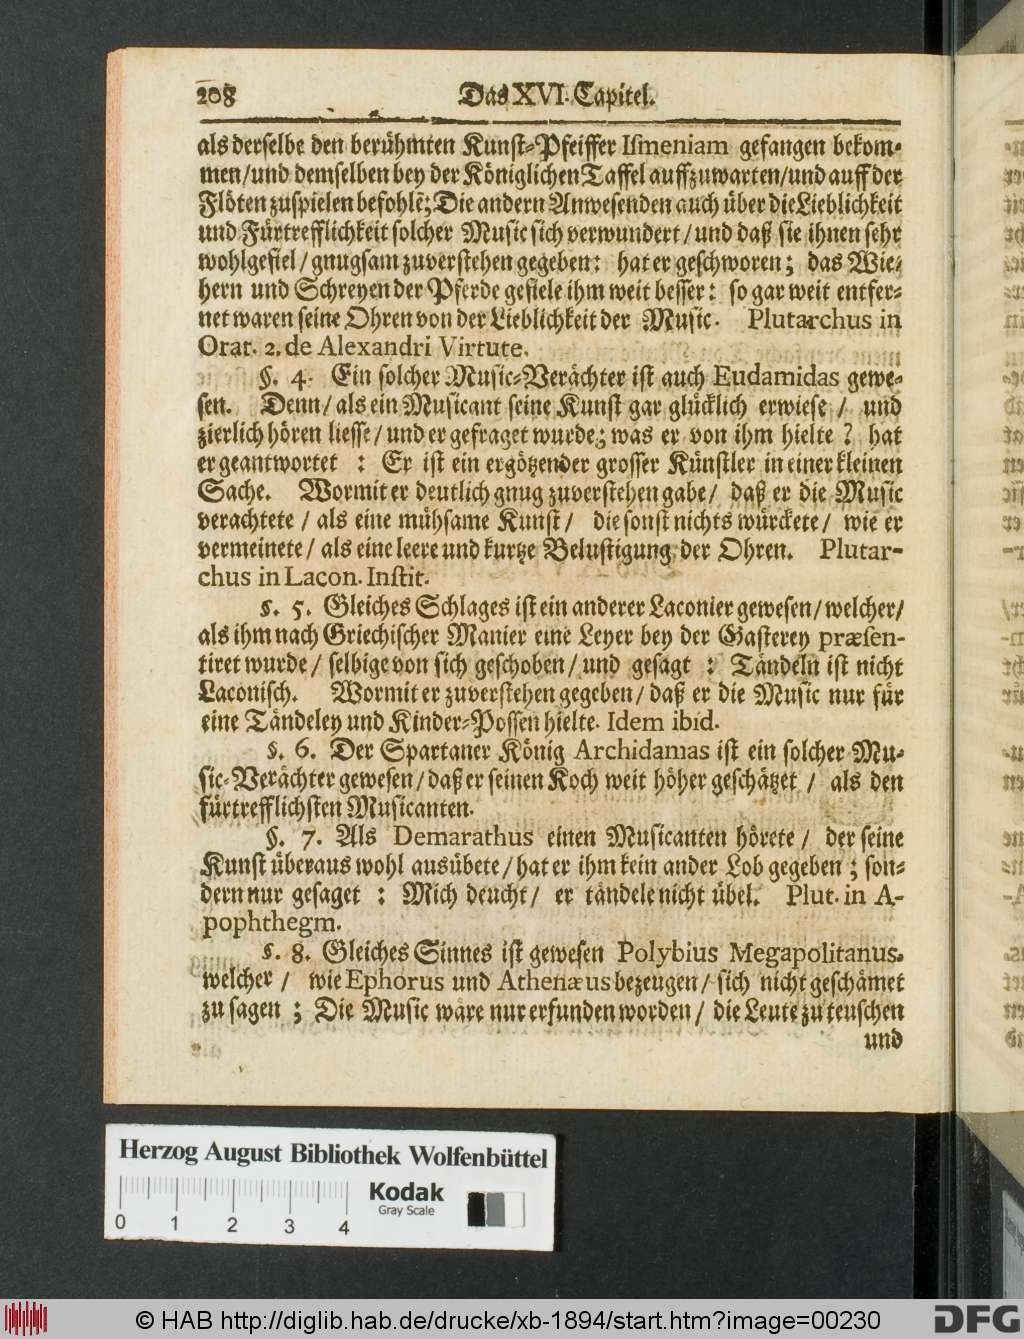 208 Das XVI. Capitel.
als derselbe den berühmten Kunst-Pfeiffer Ismeniam gefangen bekom-
men/und demselben bey der Königlichen Taffel auffzuwarten/und auff der
Flöten zuspielen befohlē; Die andern Anwesenden auch über die Lieblichkeit
und Fürtrefflichkeit solcher Music sich verwundert/und daß sie ihnen sehr
wohlgefiel/gnugsam zuverstehen gegeben: hat er geschworen; das Wie-
hern und Schreyen der Pferde gefiele ihm weit besser: so gar weit entfer-
net waren seine Ohren von der Lieblichkeit der Music. Plutarchus in
Orat. 2. de Alexandri Virtute.
§. 4. Ein solcher Music-Verächter ist auch Eudamidas gewe-
sen. Denn/als ein Musicant seine Kunst gar glücklich erwiese / und
zierlich hören liesse/und er gefraget wurde; was er von ihm hielte ? hat
er geantwortet : Er ist ein ergötzender grosser Künstler in einer kleinen
Sache. Wormit er deutlich gnug zuverstehen gabe/ daß er die Music
verachtete / als eine mühsame Kunst/ die sonst nichts würckete/ wie er
vermeinete/ als eine leere und kurtze Belustigung der Ohren. Plutar-
chus in Lacon. Instit.
§. 5. Gleiches Schlages ist ein anderer Laconier gewesen/welcher/
als ihm nach Griechischer Manier eine Leyer bey der Gasterey præsen-
tiret wurde/ selbige von sich geschoben/und gesagt : Tändeln ist nicht
Laconisch. Wormit er zuverstehen gegeben/daß er die Music nur für
eine Tändeley und Kinder-Possen hielte. Idem ibid.
§. 6. Der Spartaner König Archidamas ist ein solcher Mu-
sic-Verächter gewesen/daß er seinen Koch weit höher geschätzet / als den
fürtrefflichsten Musicanten.
§. 7. Als Demarathus einen Musicanten hörete/ der seine
Kunst überaus wohl ausübete/hat er ihm kein ander Lob gegeben; son-
dern nur gesaget : Mich deucht/ er tändele nicht übel. Plut. in A-
pophthegm.
§. 8. Gleiches Sinnes ist gewesen Polybius Megapolitanus.
welcher / wie Ephorus und Athenæus bezeugen/ sich nicht geschämet
zu sagen ; Die Music wäre nur erfunden worden/ die Leute zu teuschen
und
Herzog August Bibliothek Wolfenbüttel
Kodak
Gray Scale
0 1 2 3 4
© HAB http://diglib.hab.de/drucke/xb-1894/start.htm?image=00230
DFG